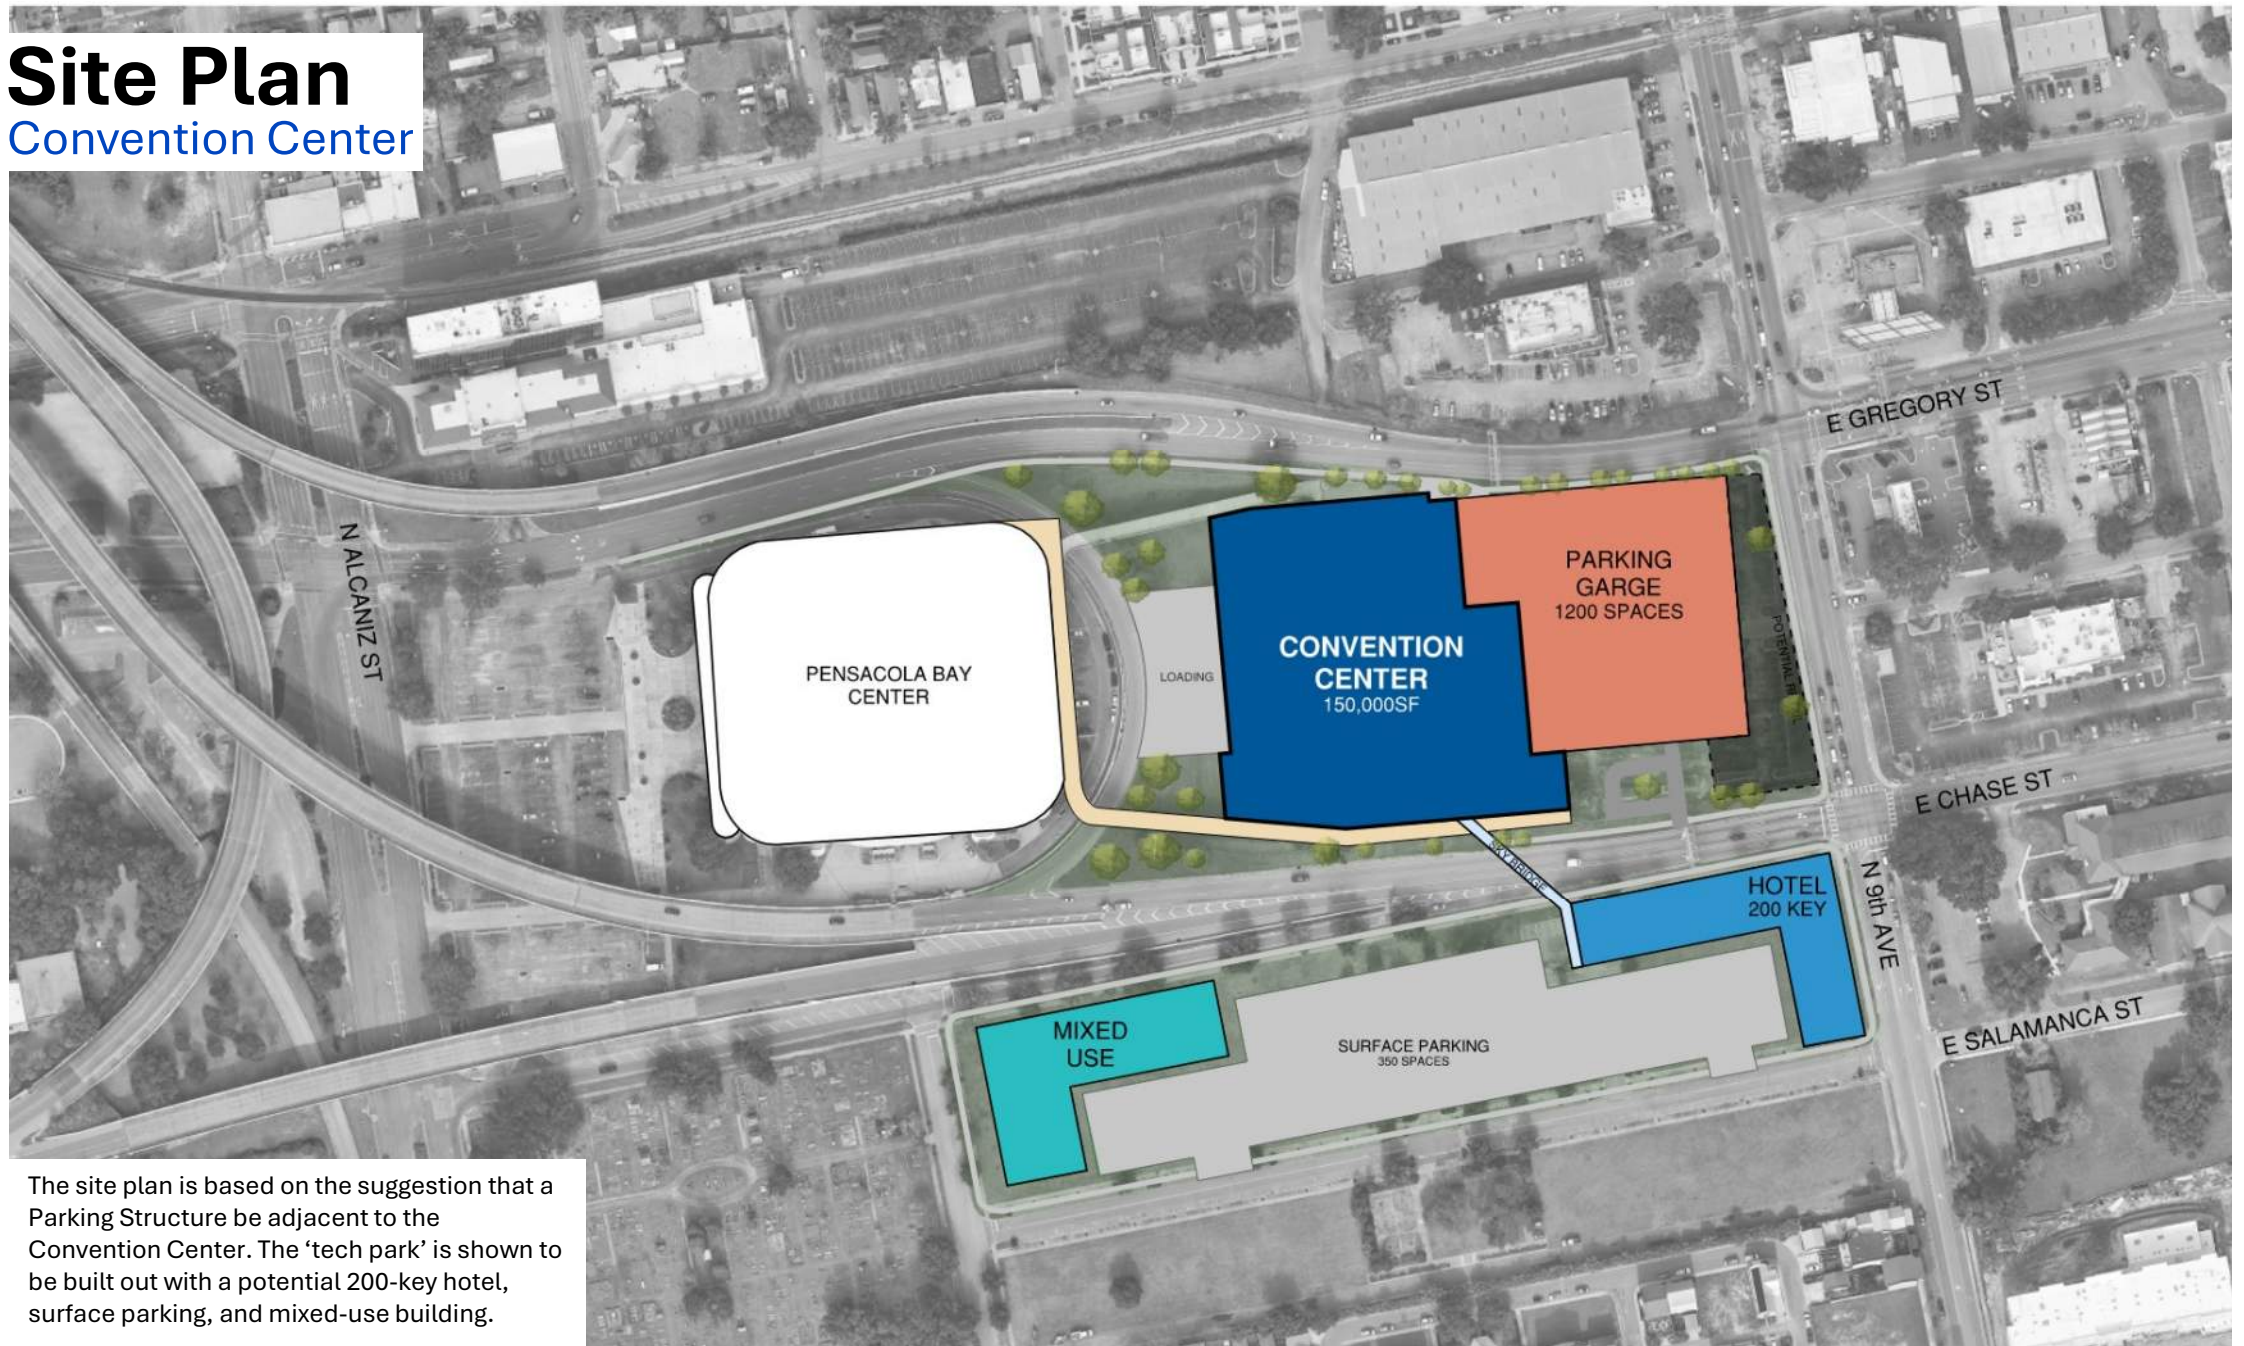 Site Plan
Convention Center
E GREGORY ST
N ALCANIZ ST
PARKING
GARGE
1200 SPACES
CONVENTION
CENTER
150,000SF
PENSACOLA BAY
CENTER
LOADING
POTENTIAL
E CHASE ST
SKY BRIDGE
HOTEL
200 KEY
N 9th AVE
MIXED
USE
SURFACE PARKING
350 SPACES
E SALAMANCA ST
The site plan is based on the suggestion that a
Parking Structure be adjacent to the
Convention Center. The ‘tech park’ is shown to
be built out with a potential 200-key hotel,
surface parking, and mixed-use building.